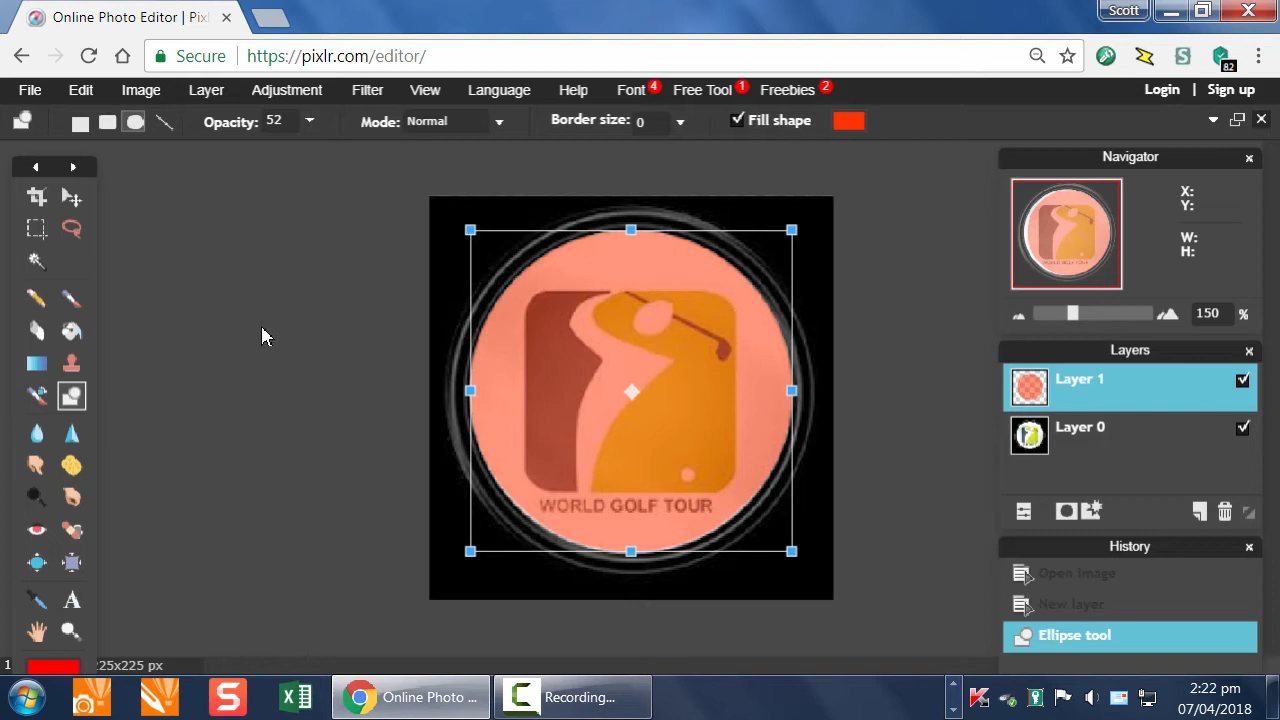 Online Photo Editor | Pixl
Scott
Secure
https://pixlr.com/editor/
82
File Edit Image Layer Adjustment Filter View Language Help Font 4 Free Tool 1 Freebies 2 Login | Sign up
Opacity: 52 Mode: Normal Border size: 0 Fill shape
Navigator
X:
Y:
W:
H:
150 %
Layers
Layer 1
Layer 0
WORLD GOLF TOUR
History
Open image
New layer
Ellipse tool
A
1 25x225 px
S
Online Photo ...
C Recording...
2:22 pm
07/04/2018